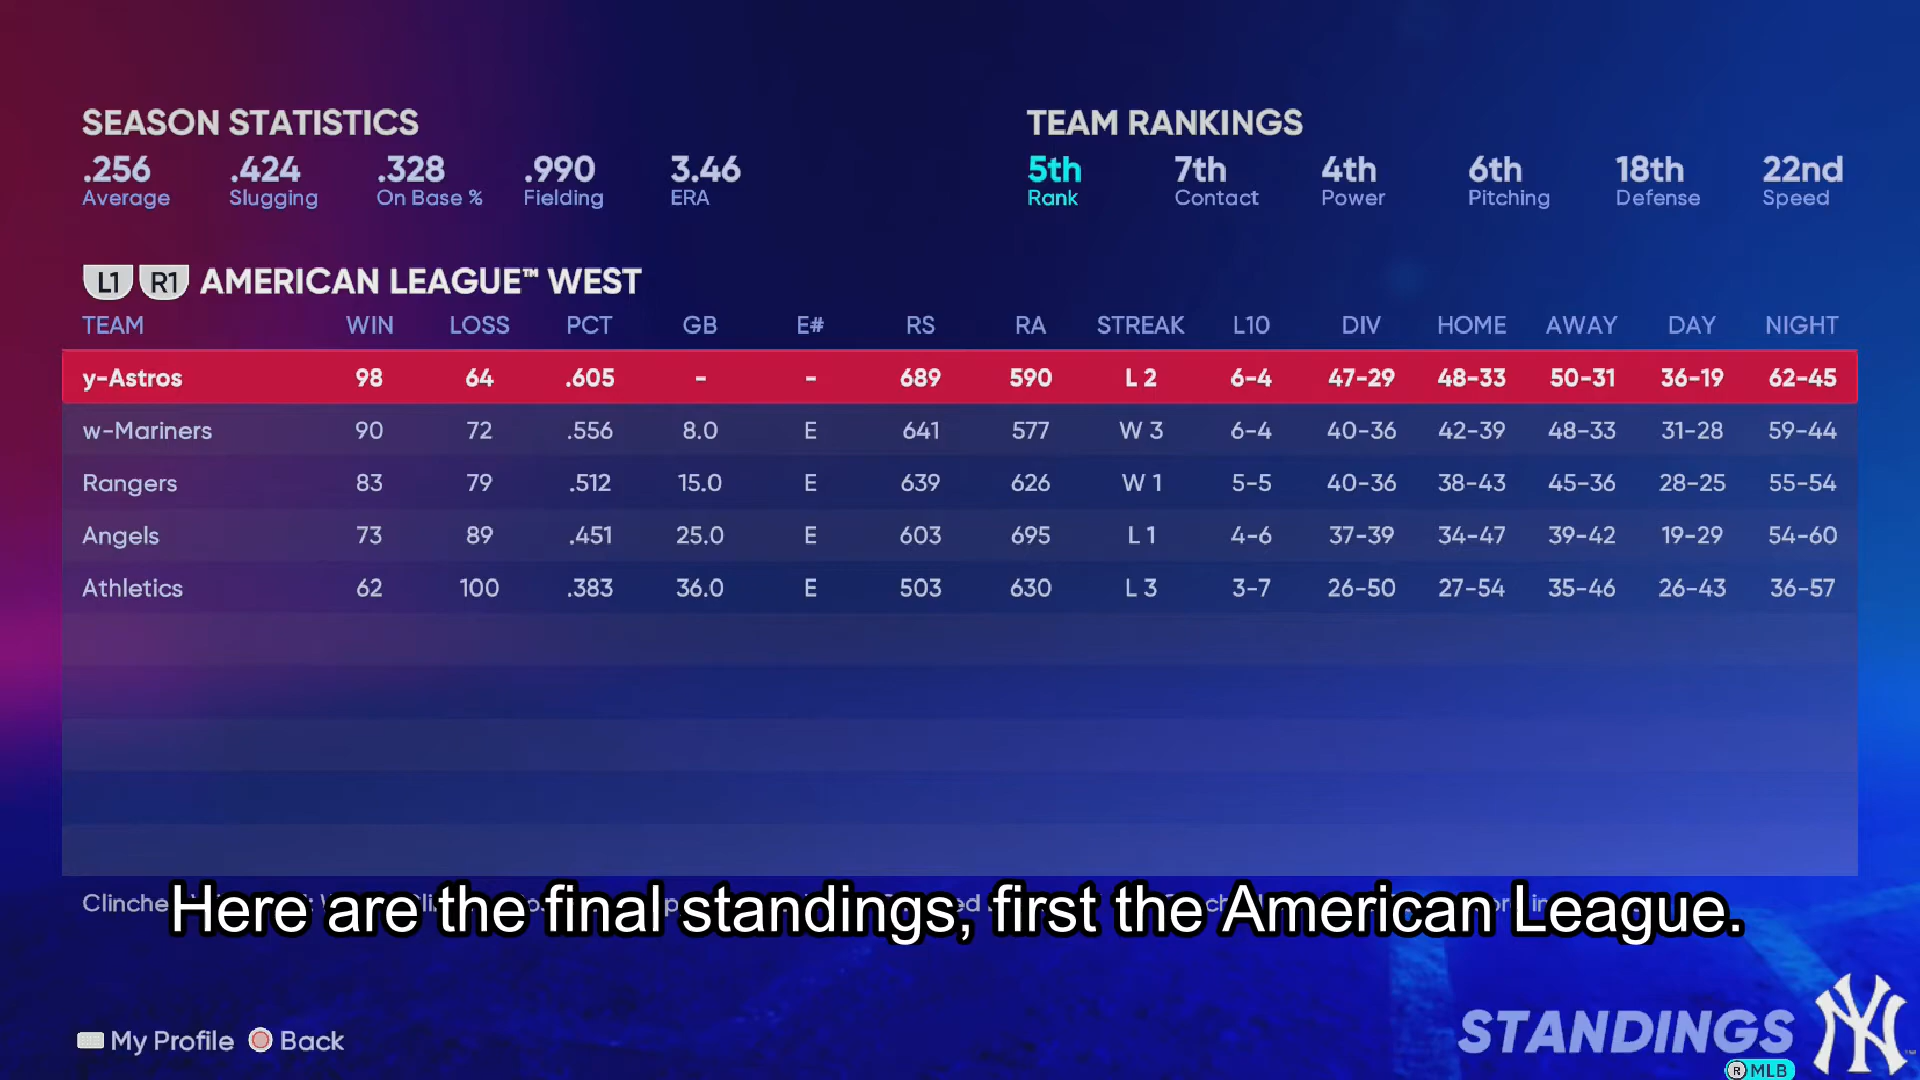 SEASON STATISTICS
.256 .424 .328 .990 3.46
Average Slugging On Base % Fielding ERA
TEAM RANKINGS
5th 7th 4th 6th 18th 22nd
Rank Contact Power Pitching Defense Speed
L1 R1 AMERICAN LEAGUE™ WEST
TEAM WIN LOSS PCT GB E# RS RA STREAK L10 DIV HOME AWAY DAY NIGHT
y-Astros 98 64 .605 - - 689 590 L 2 6-4 47-29 48-33 50-31 36-19 62-45
w-Mariners 90 72 .556 8.0 E 641 577 W 3 6-4 40-36 42-39 48-33 31-28 59-44
Rangers 83 79 .512 15.0 E 639 626 W 1 5-5 40-36 38-43 45-36 28-25 55-54
Angels 73 89 .451 25.0 E 603 695 L 1 4-6 37-39 34-47 39-42 19-29 54-60
Athletics 62 100 .383 36.0 E 503 630 L 3 3-7 26-50 27-54 35-46 26-43 36-57
Here are the final standings, first the American League.
My Profile Back
STANDINGS
NY
R MLB